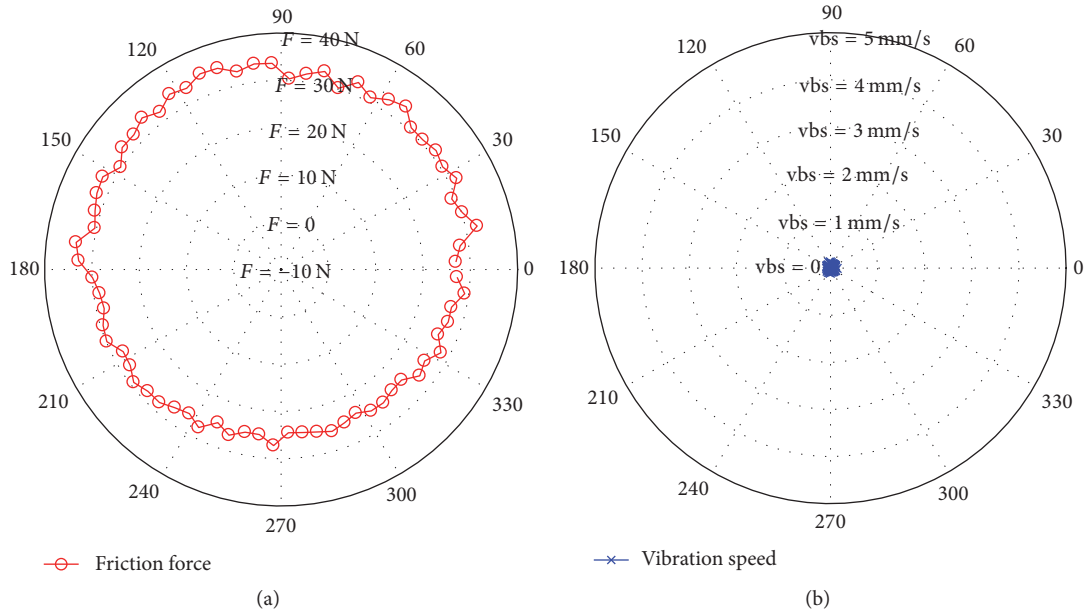 90
120
60
F = 40 N
F = 30 N
150
30
F = 20 N
F = 10 N
F = 0
180
F = −10 N
0
210
330
240
300
270
Friction force
(a)
90
120
60
vbs = 5 mm/s
vbs = 4 mm/s
150
30
vbs = 3 mm/s
vbs = 2 mm/s
vbs = 1 mm/s
180
vbs = 0
0
210
330
240
300
270
Vibration speed
(b)